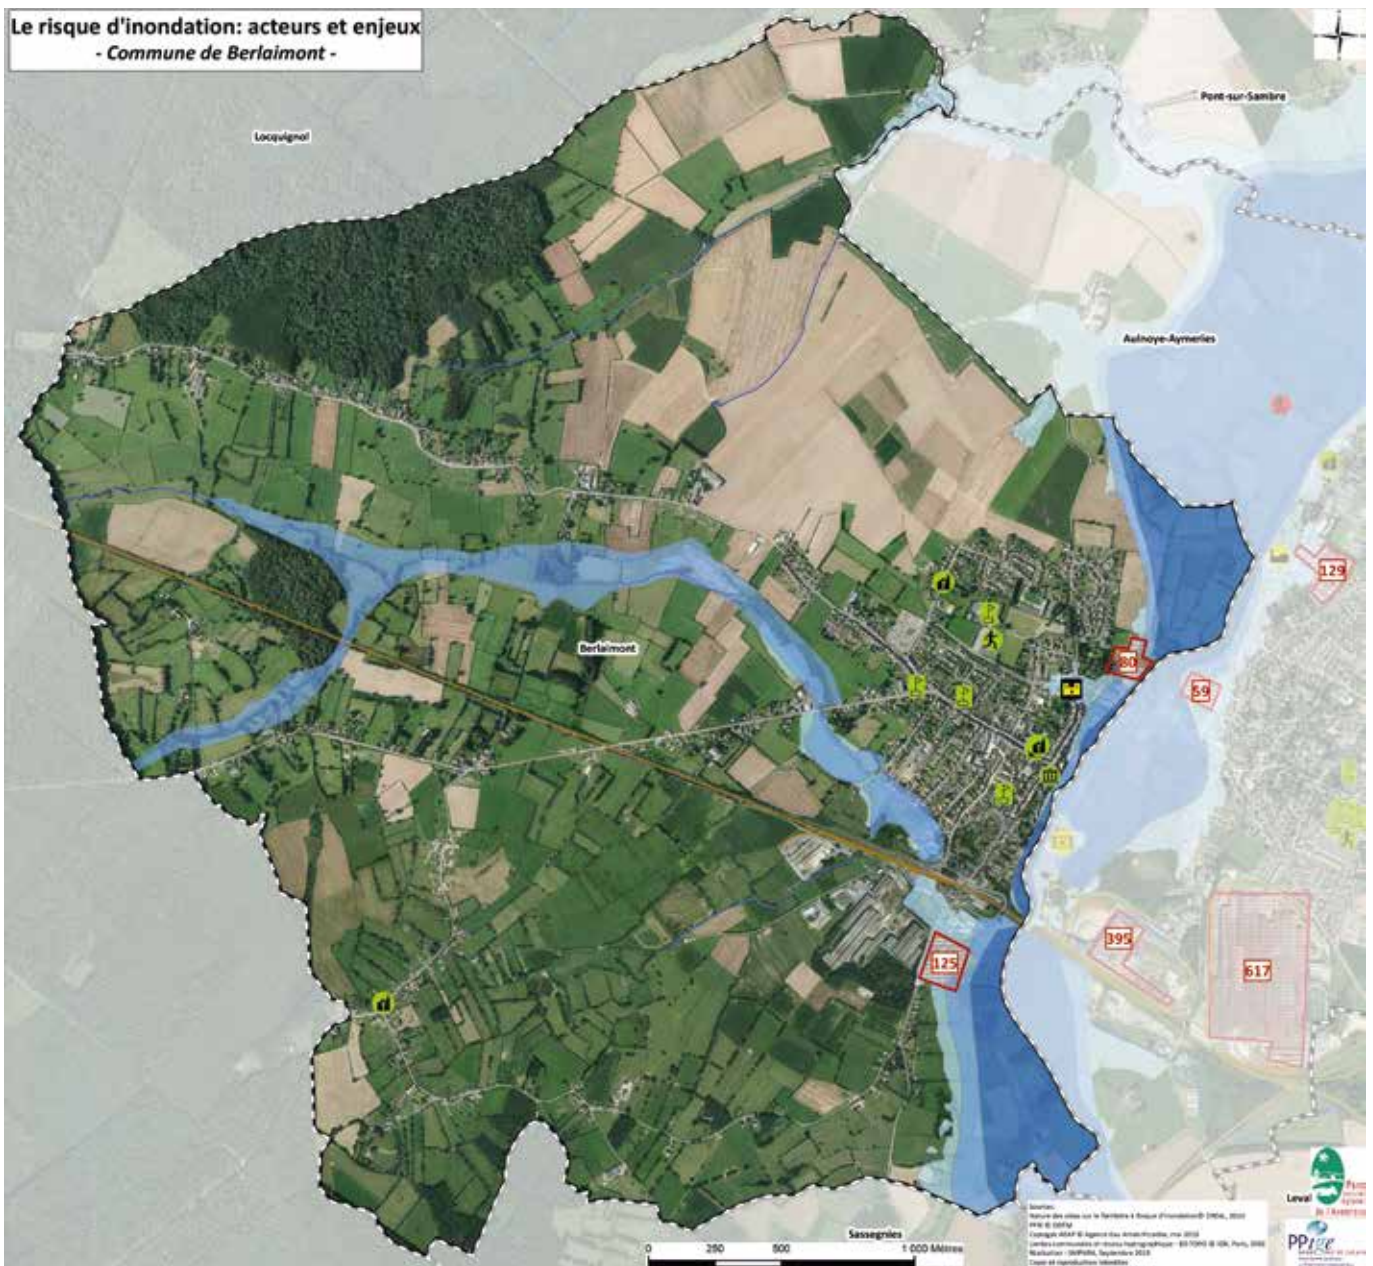 Le risque d'inondation: acteurs et enjeux
- Commune de Berlaimont -
Pont-sur-Sambre
Locquignol
Aulnoye-Aymeries
129
Berlaimont
80
59
395
125
617
Leval
Sassegnies
0 250 500 1 000 Mètres
Sources: